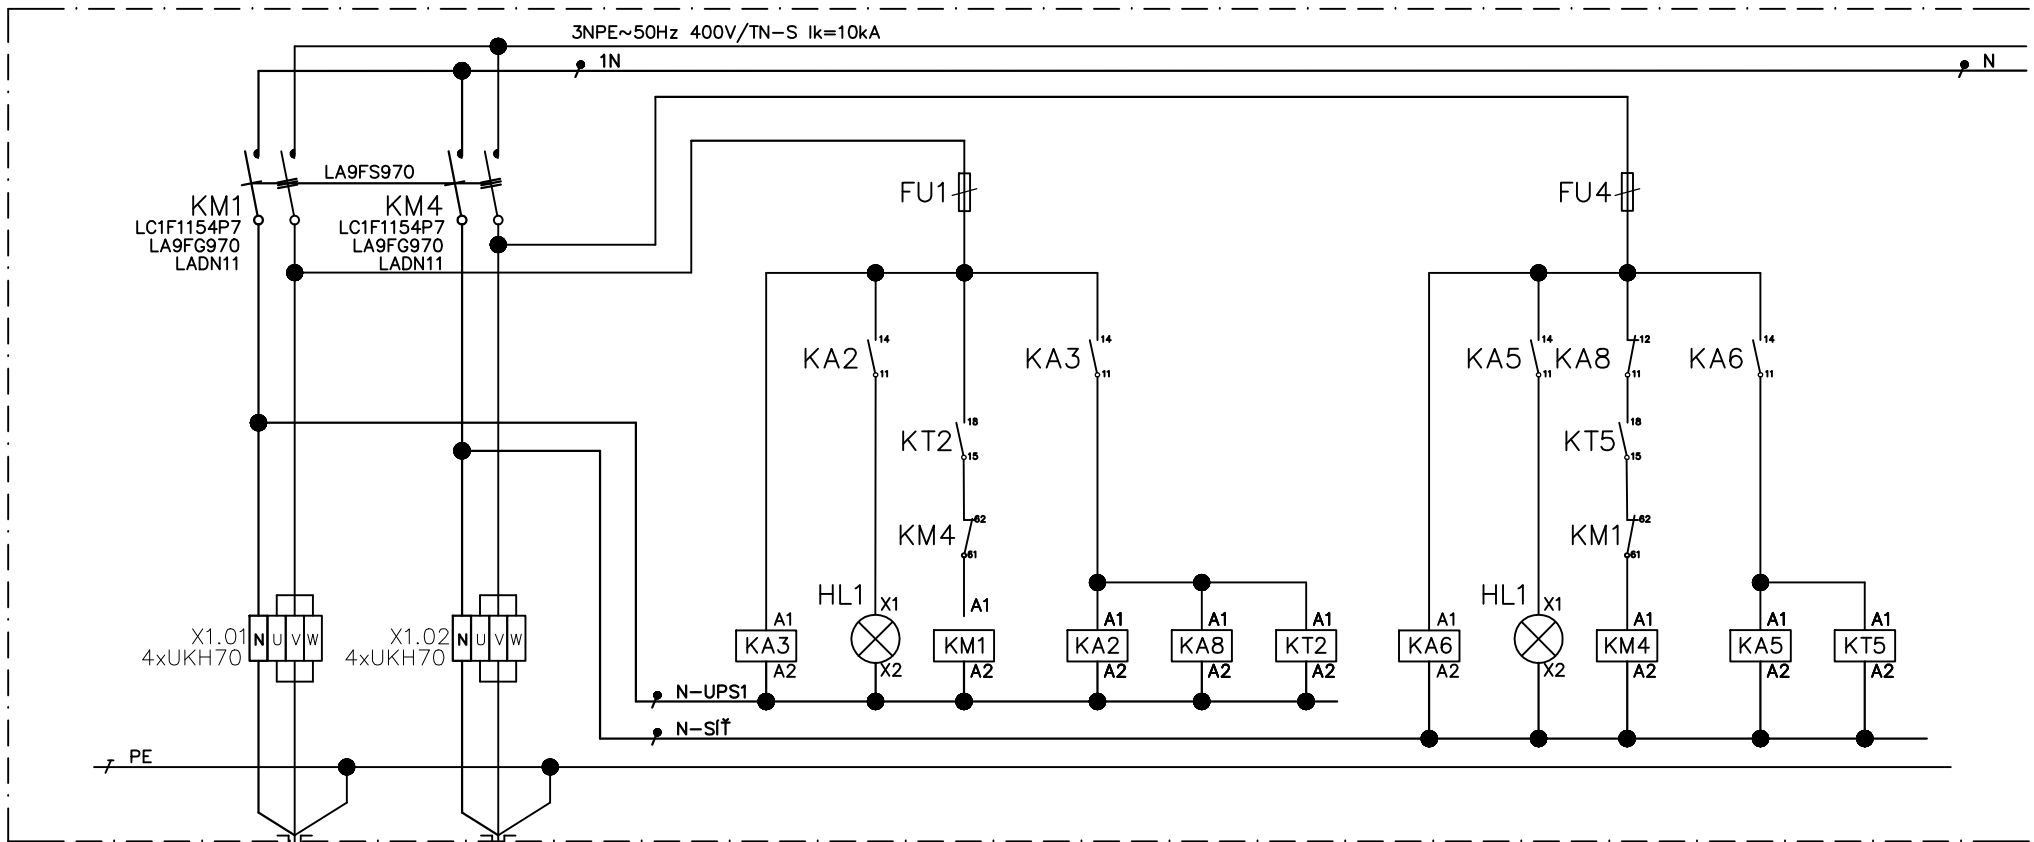 3NPE~50Hz 400V/TN-S Ik=10kA
1N
N
LA9FS970
KM1
LC1F1154P7
LA9FG970
LADN11
KM4
LC1F1154P7
LA9FG970
LADN11
FU1
FU4
KA2
14
11
KA3
14
11
KA5
14
11
KA8
12
11
KA6
14
11
KT2
18
15
KT5
18
15
KM4
62
61
KM1
62
61
X1.01
4xUKH70
N U V W
X1.02
4xUKH70
N U V W
A1
KA3
A2
HL1
X1
X2
A1
KM1
A2
A1
KA2
A2
A1
KA8
A2
A1
KT2
A2
A1
KA6
A2
HL1
X1
X2
A1
KM4
A2
A1
KA5
A2
A1
KT5
A2
N-UPS1
N-SÍŤ
PE